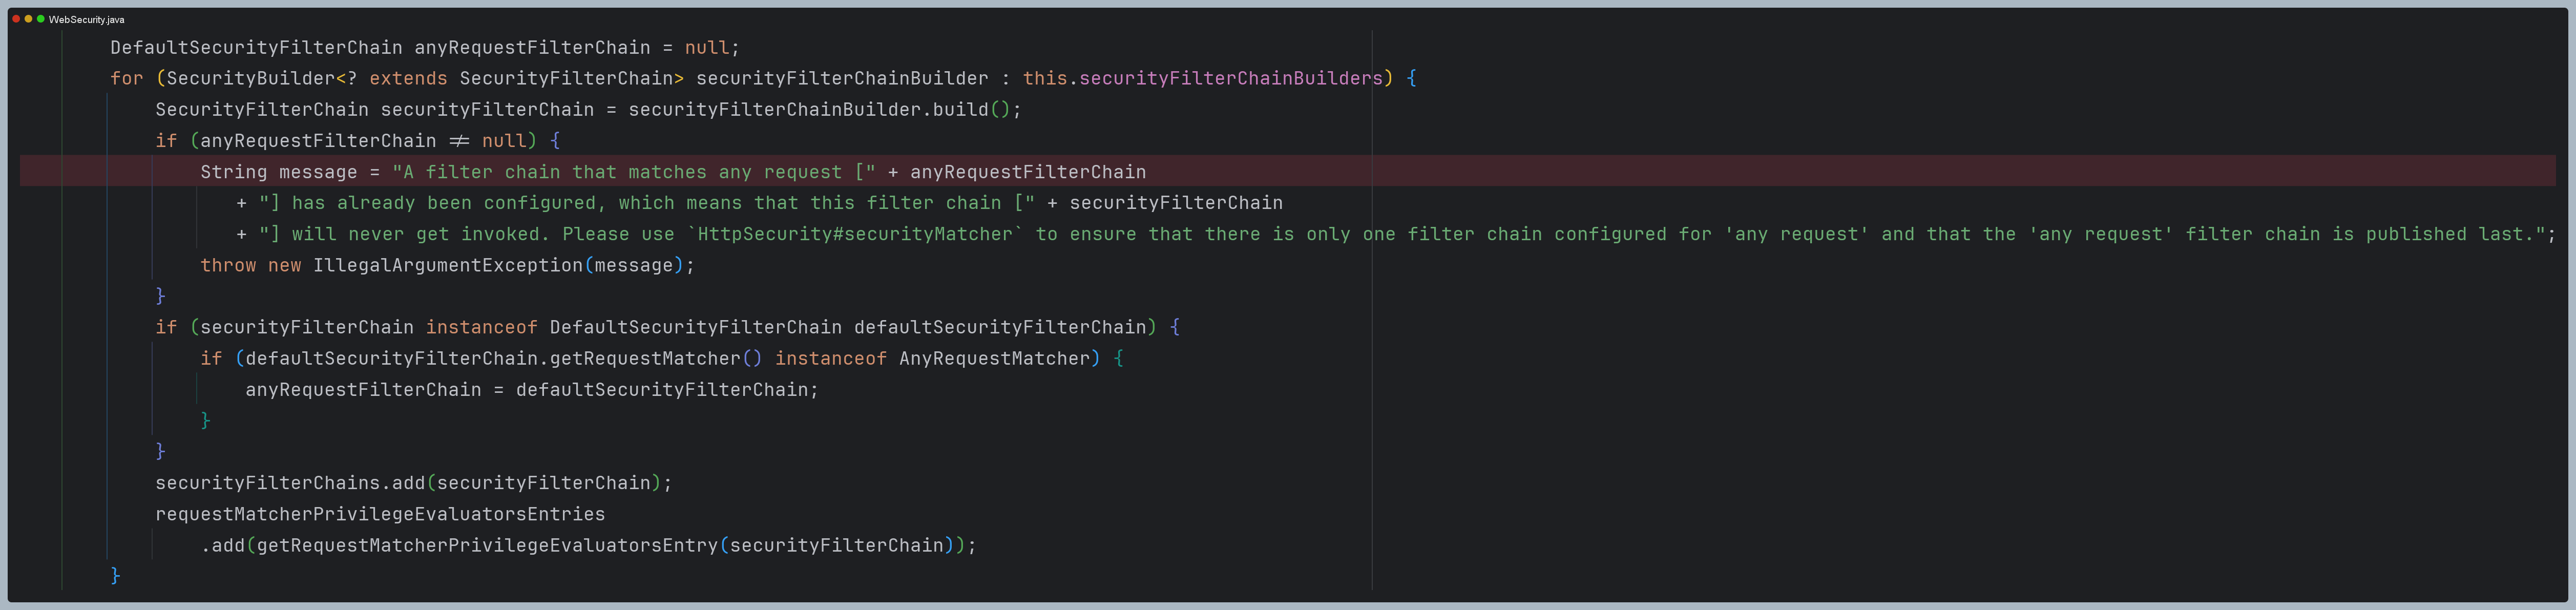 WebSecurity.java
DefaultSecurityFilterChain anyRequestFilterChain = null;
for (SecurityBuilder<? extends SecurityFilterChain> securityFilterChainBuilder : this.securityFilterChainBuilders) {
SecurityFilterChain securityFilterChain = securityFilterChainBuilder.build();
if (anyRequestFilterChain != null) {
String message = "A filter chain that matches any request [" + anyRequestFilterChain
+ "] has already been configured, which means that this filter chain [" + securityFilterChain
+ "] will never get invoked. Please use `HttpSecurity#securityMatcher` to ensure that there is only one filter chain configured for 'any request' and that the 'any request' filter chain is published last.";
throw new IllegalArgumentException(message);
}
if (securityFilterChain instanceof DefaultSecurityFilterChain defaultSecurityFilterChain) {
if (defaultSecurityFilterChain.getRequestMatcher() instanceof AnyRequestMatcher) {
anyRequestFilterChain = defaultSecurityFilterChain;
}
}
securityFilterChains.add(securityFilterChain);
requestMatcherPrivilegeEvaluatorsEntries
.add(getRequestMatcherPrivilegeEvaluatorsEntry(securityFilterChain));
}